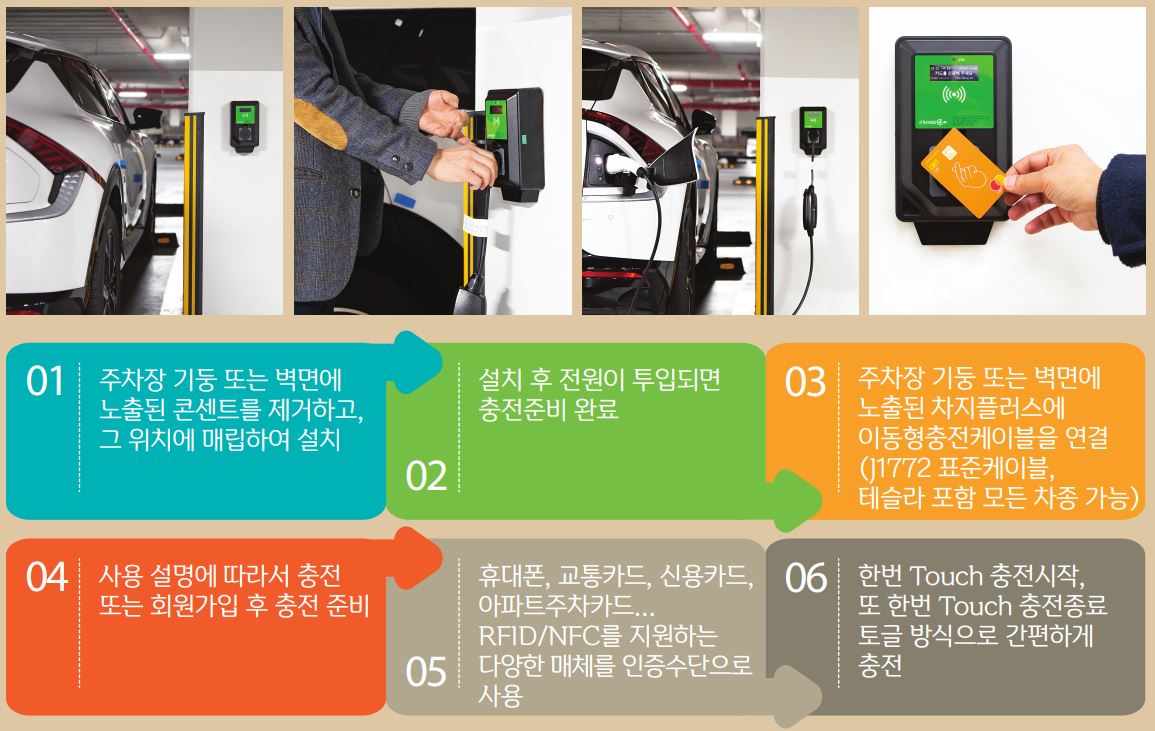 카드를 인증해 주세요
01
주차장 기둥 또는 벽면에
노출된 콘센트를 제거하고,
그 위치에 매립하여 설치
02
설치 후 전원이 투입되면
충전준비 완료
03
주차장 기둥 또는 벽면에
노출된 차지플러스에
이동형충전케이블을 연결
(J1772 표준케이블,
테슬라 포함 모든 차종 가능)
04
사용 설명에 따라서 충전
또는 회원가입 후 충전 준비
05
휴대폰, 교통카드, 신용카드,
아파트주차카드...
RFID/NFC를 지원하는
다양한 매체를 인증수단으로
사용
06
한번 Touch 충전시작,
또 한번 Touch 충전종료
토글 방식으로 간편하게
충전